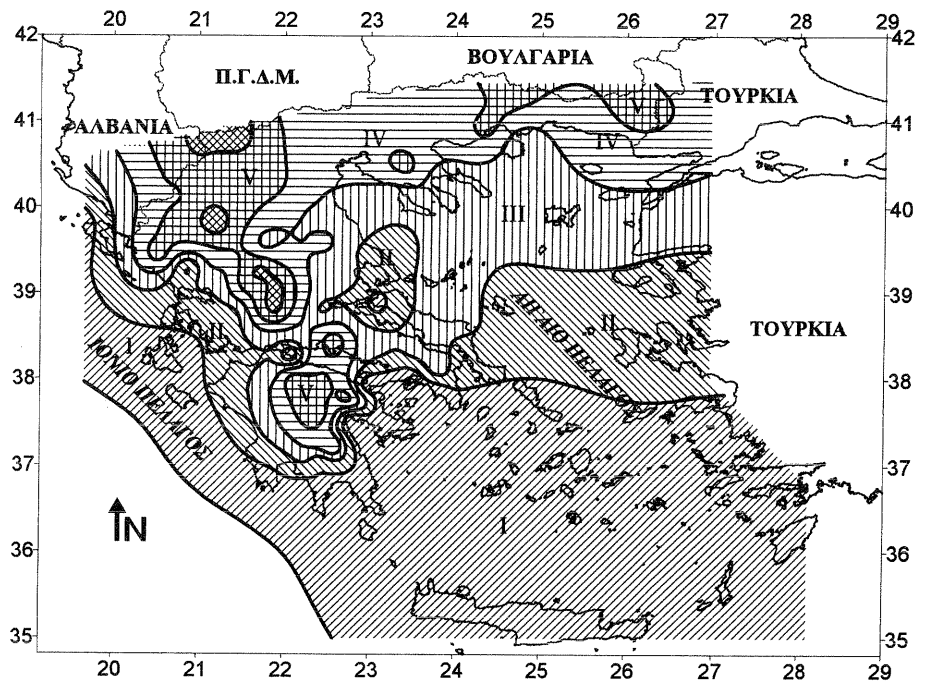 20 21 22 23 24 25 26 27 28 29
42 42
ΒΟΥΛΓΑΡΙΑ
Π.Γ.Δ.Μ.
ΤΟΥΡΚΙΑ
V
41 ΑΛΒΑΝΙΑ IV IV 41
V
40 III 40
II
39 39
ΑΙΓΑΙΟ ΠΕΛΑΓΟΣ II ΤΟΥΡΚΙΑ
I II
38 38
ΙΟΝΙΟ ΠΕΛΑΓΟΣ V
37 37
N I
36 36
35 35
20 21 22 23 24 25 26 27 28 29